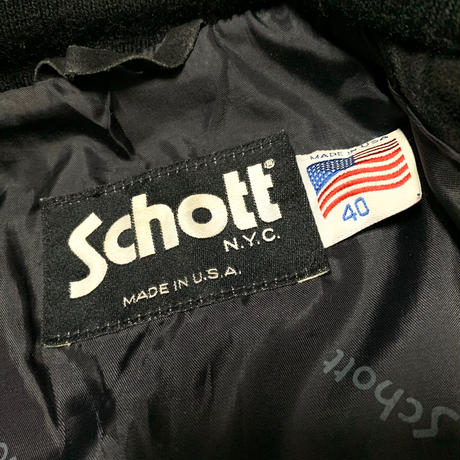 Schott®
N.Y.C.
MADE IN U.S.A.
MADE IN USA
40
Schott